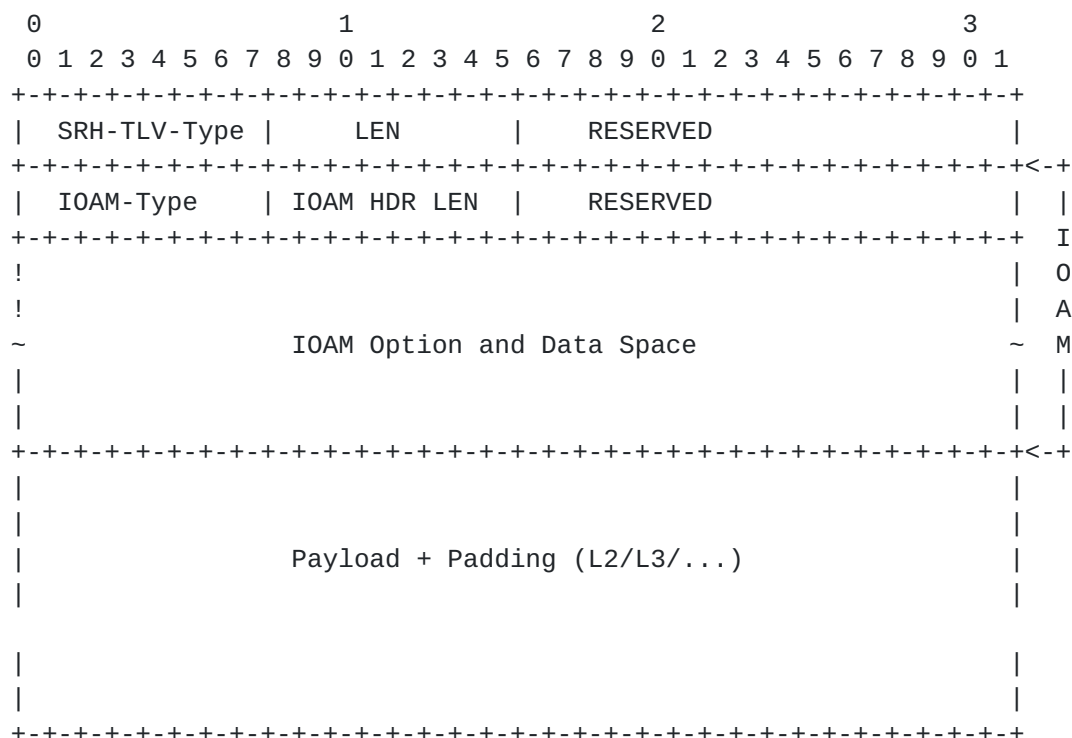 0                   1                   2                   3
 0 1 2 3 4 5 6 7 8 9 0 1 2 3 4 5 6 7 8 9 0 1 2 3 4 5 6 7 8 9 0 1
+-+-+-+-+-+-+-+-+-+-+-+-+-+-+-+-+-+-+-+-+-+-+-+-+-+-+-+-+-+-+-+-+
|  SRH-TLV-Type |     LEN       |    RESERVED                   |
+-+-+-+-+-+-+-+-+-+-+-+-+-+-+-+-+-+-+-+-+-+-+-+-+-+-+-+-+-+-+-+-+<-+
|  IOAM-Type    | IOAM HDR LEN  |    RESERVED                   |  |
+-+-+-+-+-+-+-+-+-+-+-+-+-+-+-+-+-+-+-+-+-+-+-+-+-+-+-+-+-+-+-+-+  I
!                                                               |  O
!                                                               |  A
~                 IOAM Option and Data Space                    ~  M
|                                                               |  |
|                                                               |  |
+-+-+-+-+-+-+-+-+-+-+-+-+-+-+-+-+-+-+-+-+-+-+-+-+-+-+-+-+-+-+-+-+<-+
|                                                               |
|                                                               |
|                 Payload + Padding (L2/L3/...)                 |
|                                                               |
|                                                               |
|                                                               |
+-+-+-+-+-+-+-+-+-+-+-+-+-+-+-+-+-+-+-+-+-+-+-+-+-+-+-+-+-+-+-+-+